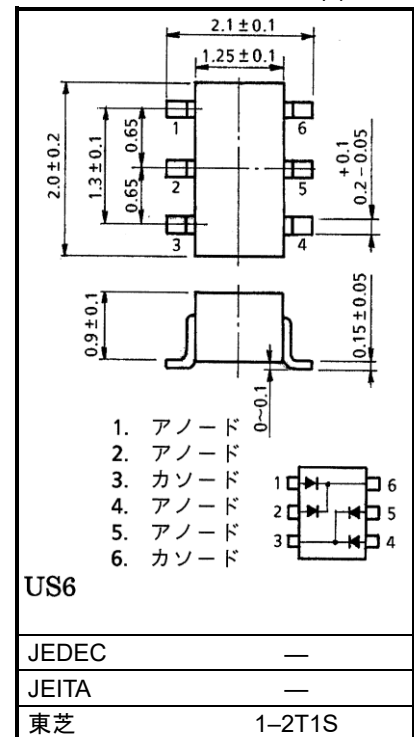 2.1±0.1
1.25±0.1
2.0±0.2
1.3±0.1
0.65
0.65
+0.1
0.2-0.05
1
2
3
6
5
4
0.9±0.1
0.15±0.05
0~0.1
1. アノード
2. アノード
3. カソード
4. アノード
5. アノード
6. カソード
1
2
3
6
5
4
US6
JEDEC —
JEITA —
東芝 1–2T1S